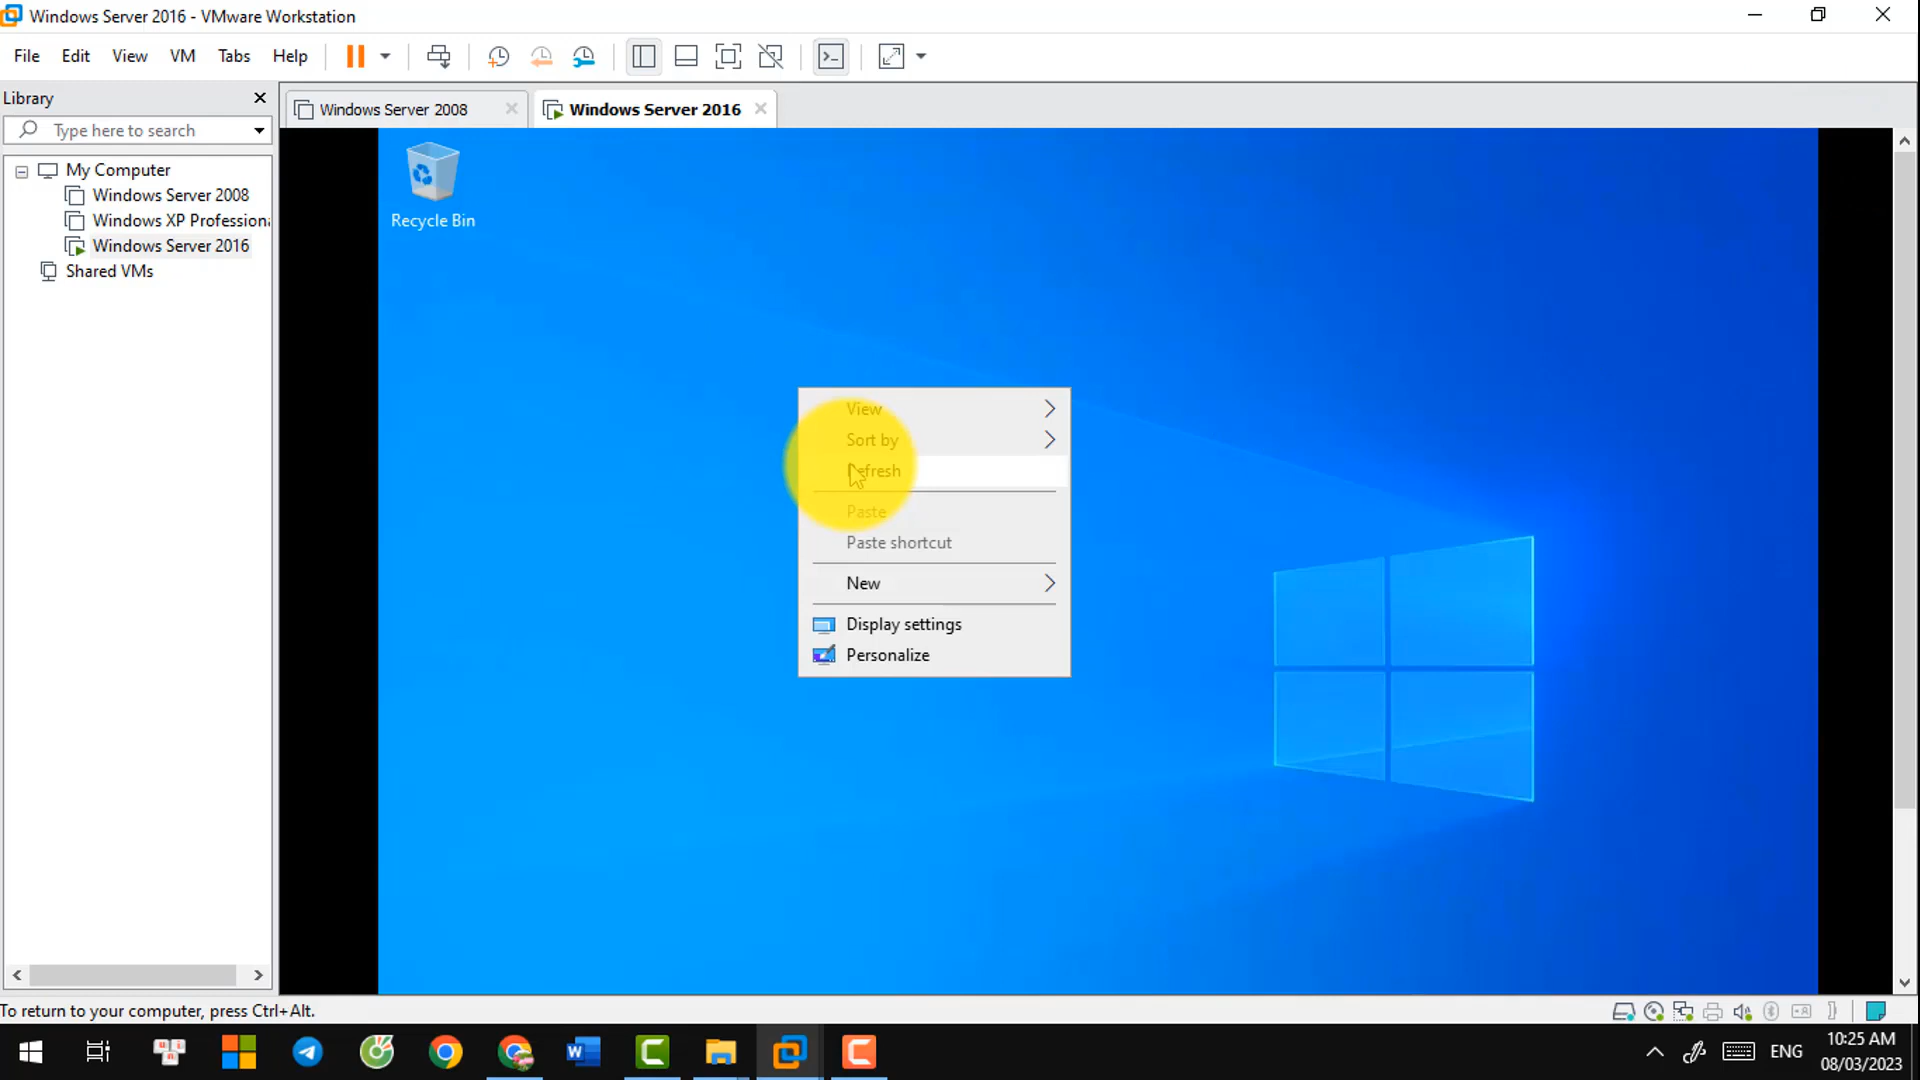 Windows Server 2016 - VMware Workstation
File Edit View VM Tabs Help
Library
Type here to search
My Computer
Windows Server 2008
Windows XP Professiona
Windows Server 2016
Shared VMs
Windows Server 2008
Windows Server 2016
Recycle Bin
View
Sort by
Refresh
Paste
Paste shortcut
New
Display settings
Personalize
To return to your computer, press Ctrl+Alt.
ENG
10:25 AM
08/03/2023